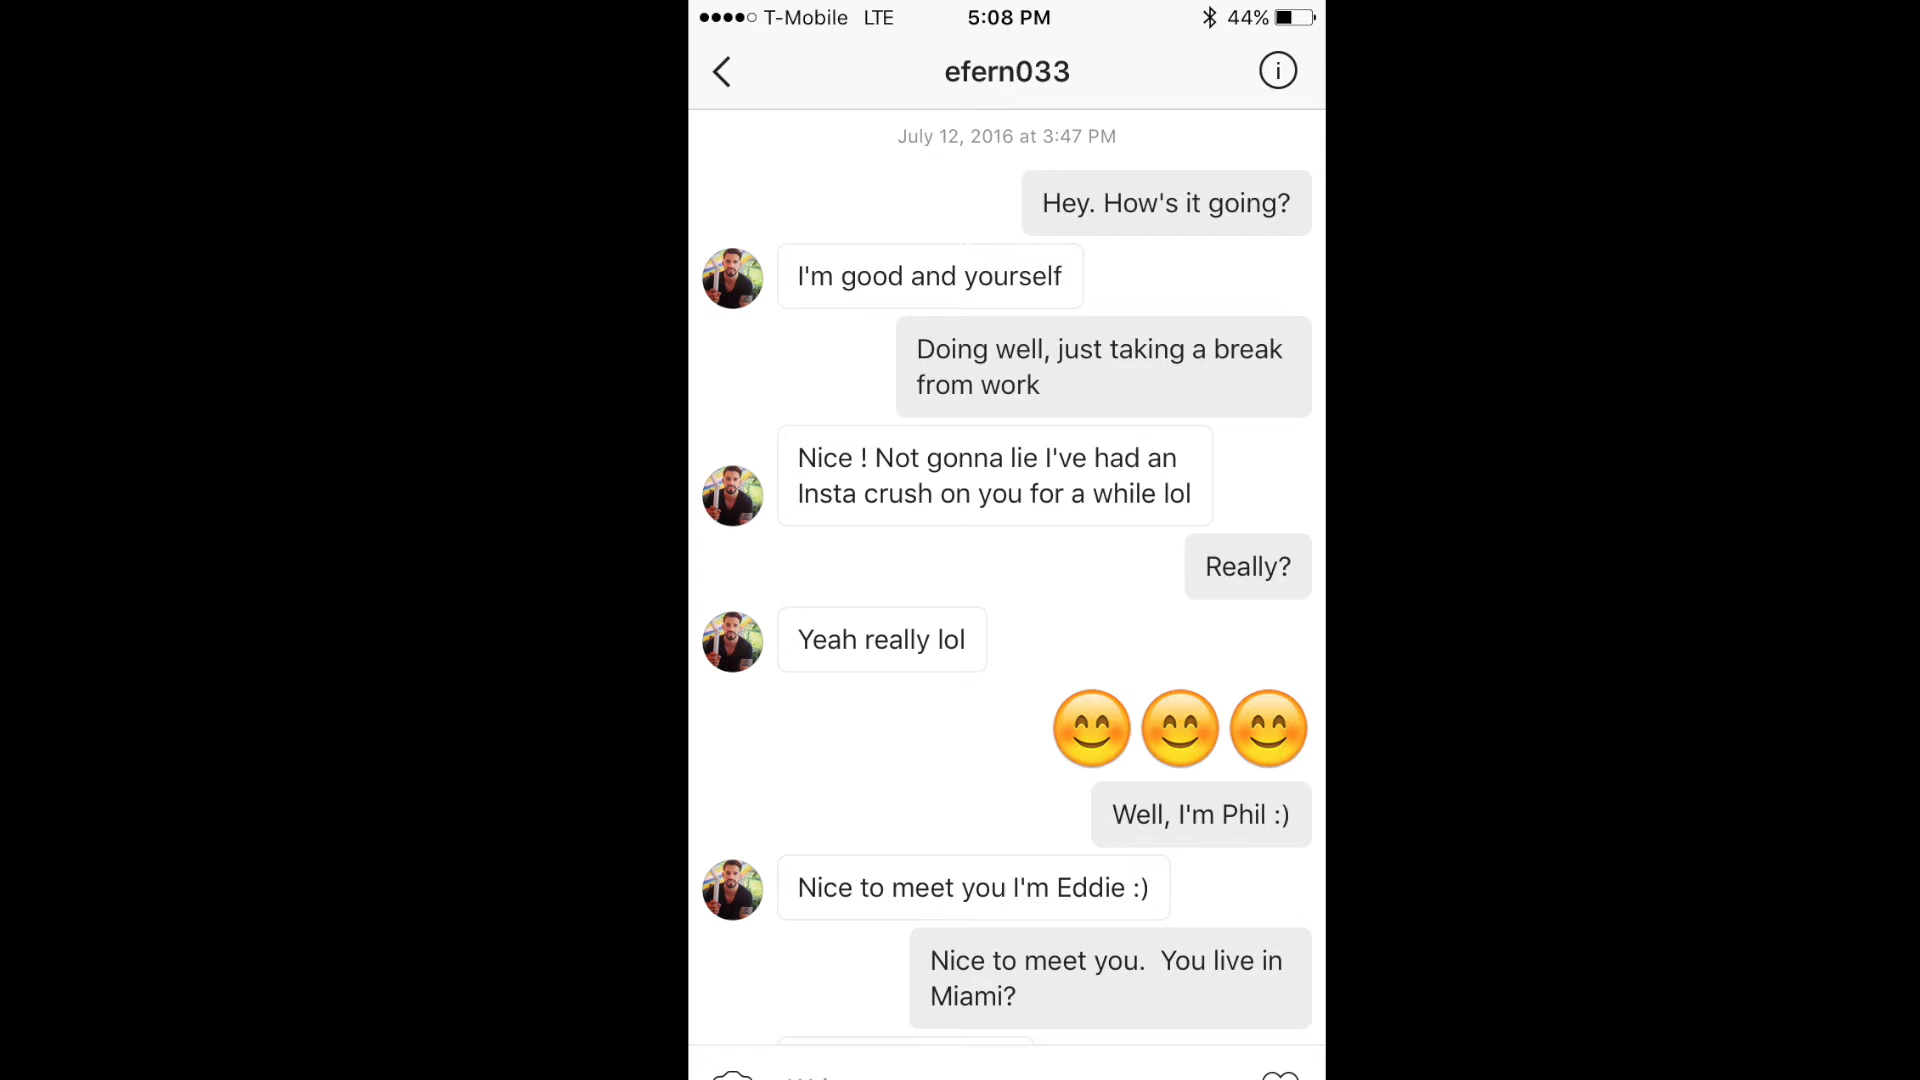 T-Mobile LTE 5:08 PM 44%
efern033
July 12, 2016 at 3:47 PM
Hey. How's it going?
I'm good and yourself
Doing well, just taking a break
from work
Nice ! Not gonna lie I've had an
Insta crush on you for a while lol
Really?
Yeah really lol
😊😊😊
Well, I'm Phil :)
Nice to meet you I'm Eddie :)
Nice to meet you.  You live in
Miami?